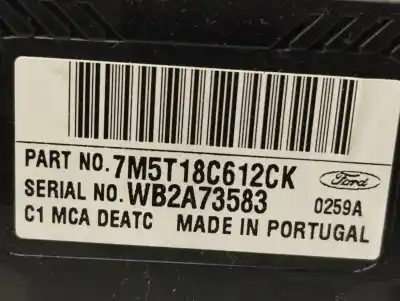 PART NO. 7M5T18C612CK Ford
SERIAL NO. WB2A73583 0259A
C1 MCA DEATC MADE IN PORTUGAL